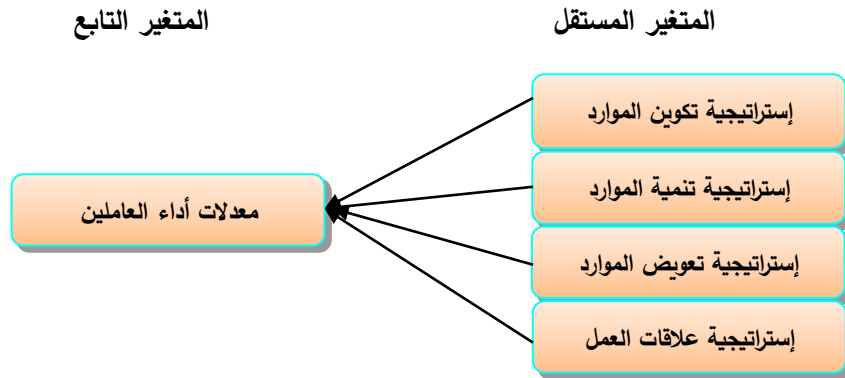 المتغير المستقل
المتغير التابع
إستراتيجية تكوين الموارد
إستراتيجية تنمية الموارد
معدلات أداء العاملين
إستراتيجية تعويض الموارد
إستراتيجية علاقات العمل